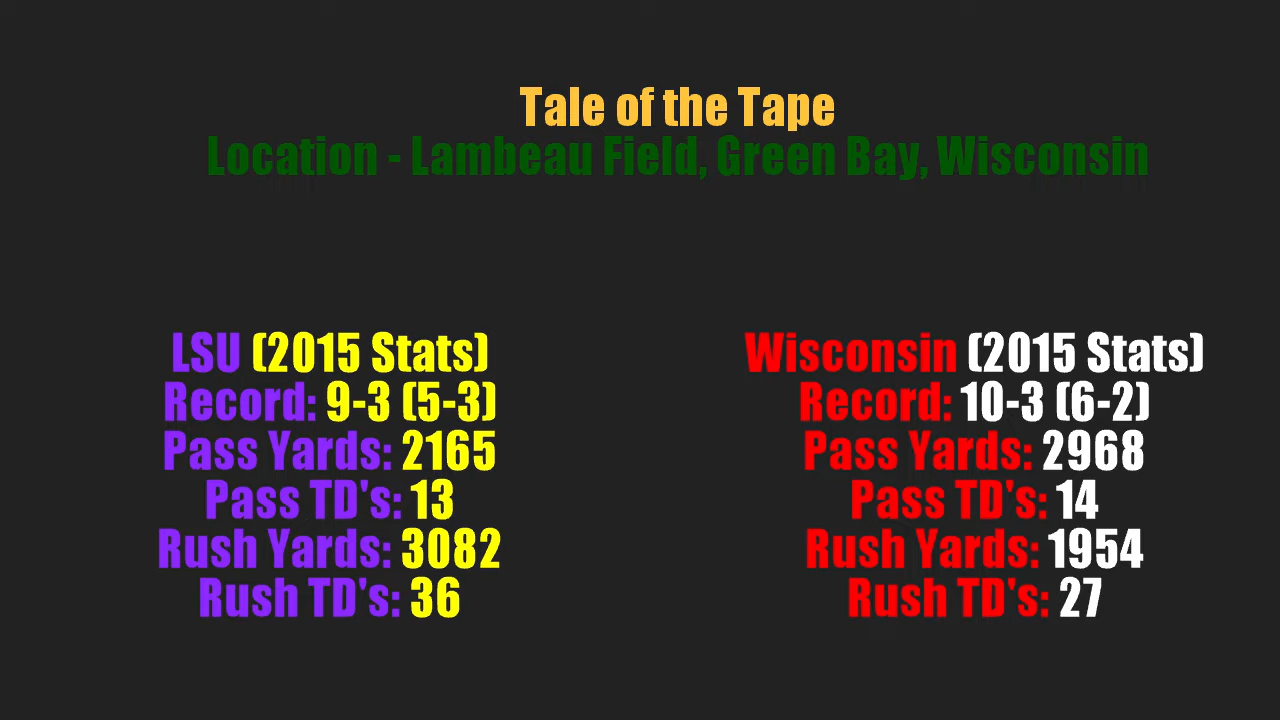 Tale of the Tape
Location - Lambeau Field, Green Bay, Wisconsin
LSU (2015 Stats)
Record: 9-3 (5-3)
Pass Yards: 2165
Pass TD's: 13
Rush Yards: 3082
Rush TD's: 36
Wisconsin (2015 Stats)
Record: 10-3 (6-2)
Pass Yards: 2968
Pass TD's: 14
Rush Yards: 1954
Rush TD's: 27